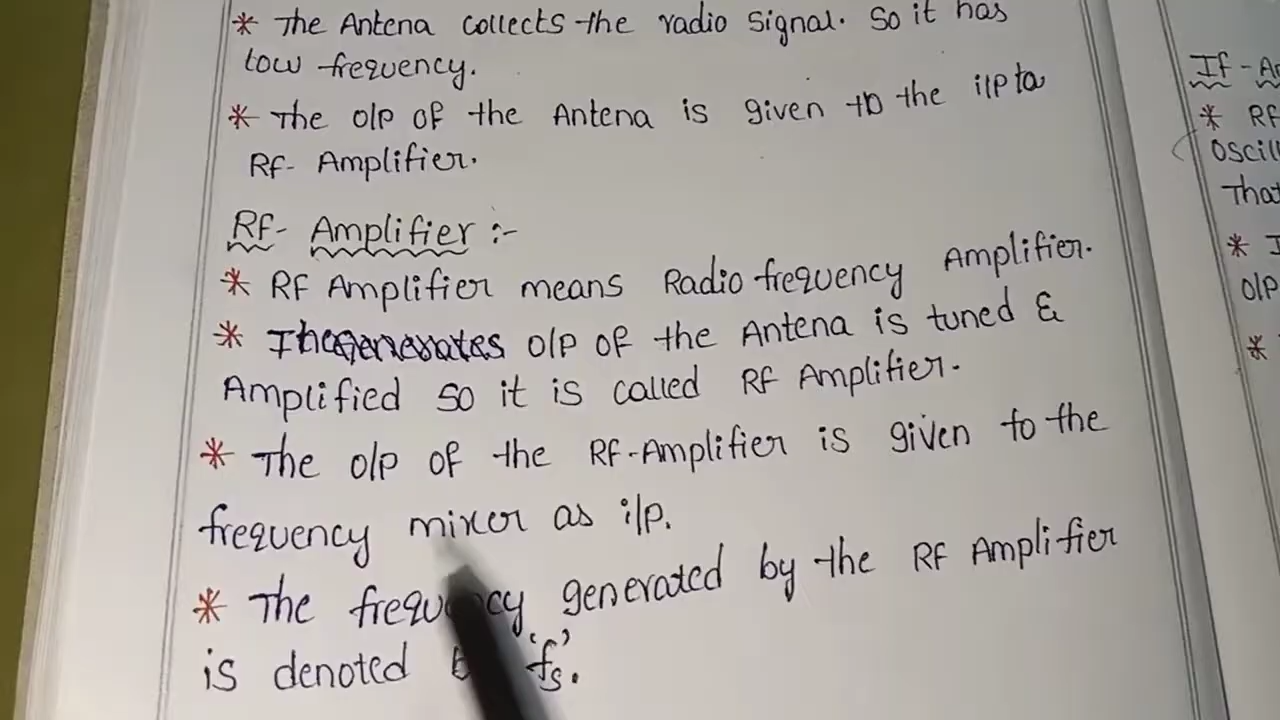 * The Antena collects the radio signal. So it has
low frequency.
* The o/p of the Antena is given to the i/p to
RF- Amplifier.
RF- Amplifier :-
* RF Amplifier means Radio frequency Amplifier.
* The o/p of the Antena is tuned &
Amplified so it is called RF Amplifier.
* The o/p of the RF-Amplifier is given to the
frequency mixer as i/p.
* The frequency generated by the RF Amplifier
is denoted 'fs'.
If-
* RF
* 
o/p
*